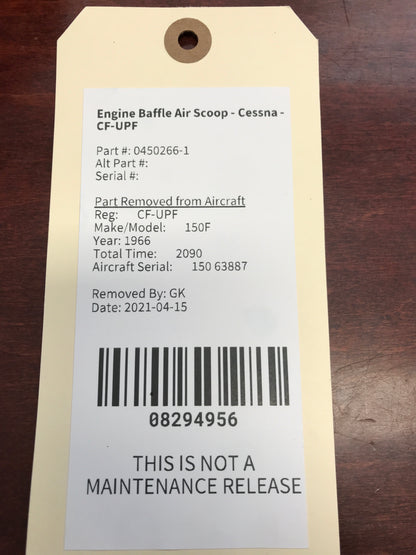 Engine Baffle Air Scoop - Cessna -
CF-UPF
Part #: 0450266-1
Alt Part #:
Serial #:
Part Removed from Aircraft
Reg: CF-UPF
Make/Model: 150F
Year: 1966
Total Time: 2090
Aircraft Serial: 150 63887
Removed By: GK
Date: 2021-04-15
08294956
THIS IS NOT A
MAINTENANCE RELEASE